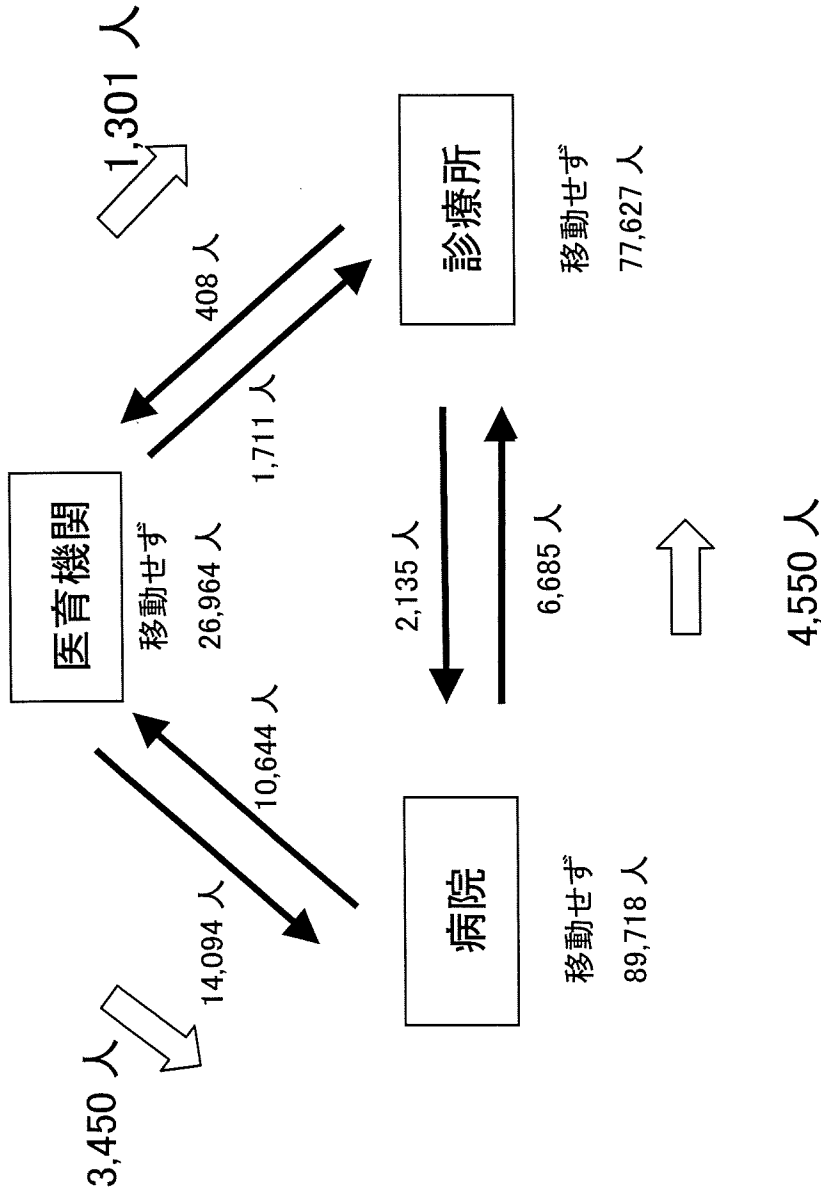 医育機関
移動せず
26,964 人
3,450 人
14,094 人
10,644 人
1,301 人
408 人
1,711 人
病院
移動せず
89,718 人
2,135 人
6,685 人
4,550 人
診療所
移動せず
77,627 人